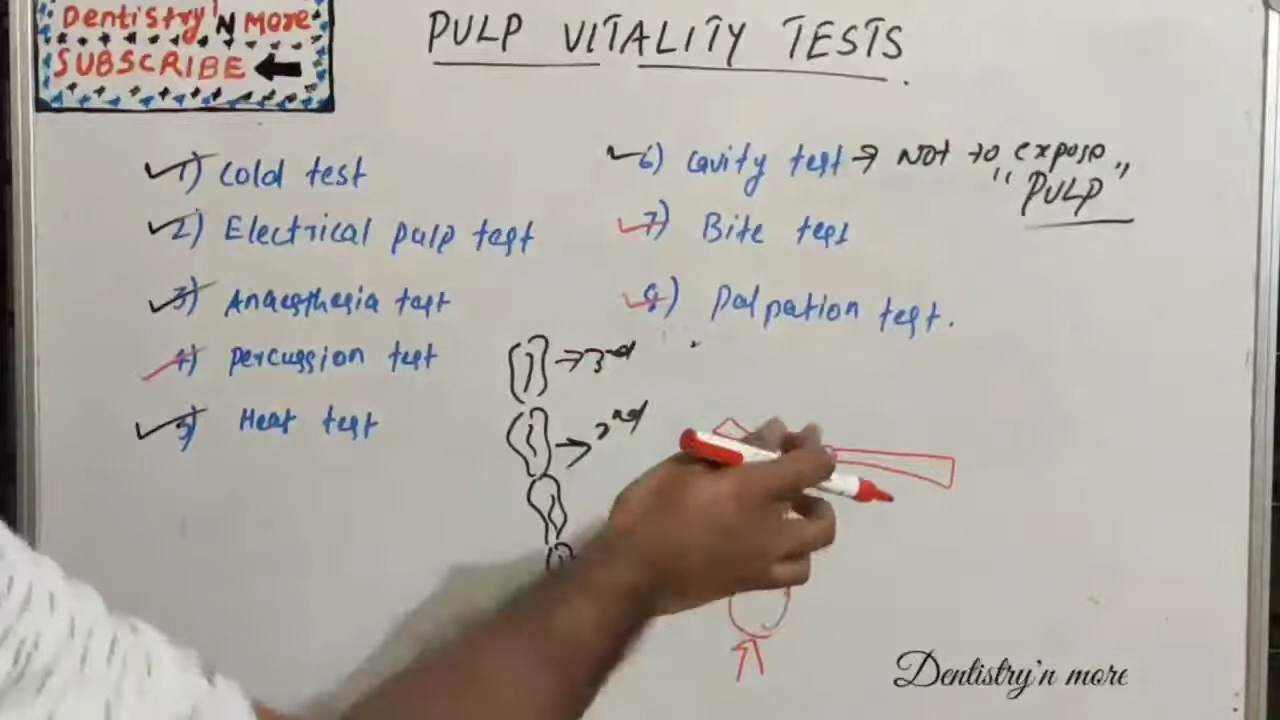 Dentistry'N More
SUBSCRIBE
PULP VITALITY TESTS.
1) Cold test
2) Electrical pulp test
3) Anaesthesia test
4) Percussion test
5) Heat test
6) Cavity test → Not to expose
"PULP"
7) Bite test
8) Palpation test.
→ 3rd
→ 2nd
Dentistry'n more